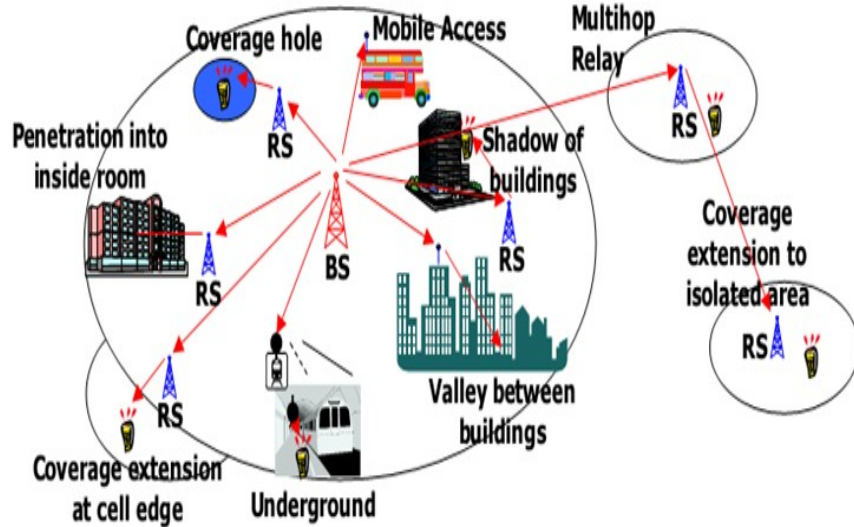 Coverage hole
Mobile Access
Multihop
Relay
RS
RS
Penetration into
inside room
Shadow of
buildings
BS
RS
RS
Coverage
extension to
isolated area
RS
RS
Valley between
buildings
Coverage extension
at cell edge
Underground